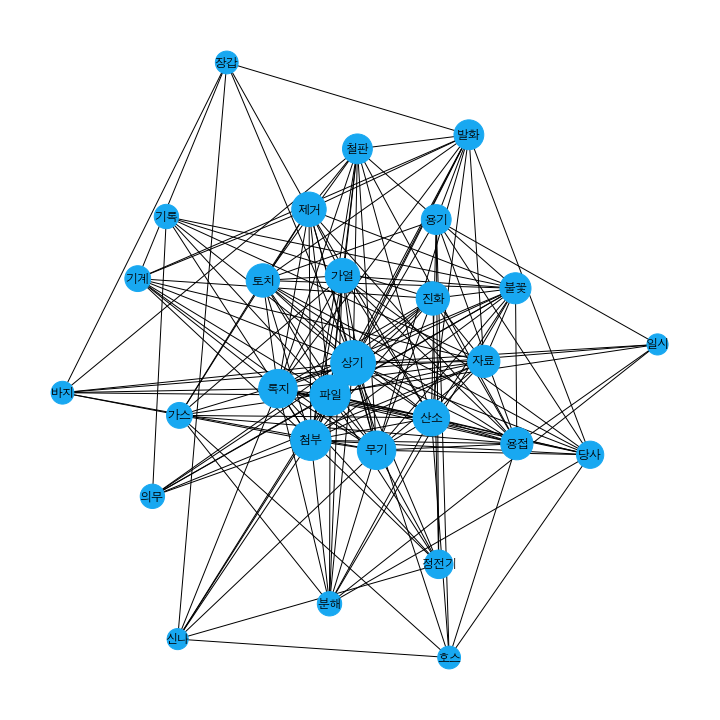 장갑
발화
철판
제거
기록
용기
가열
기계
토치
불꽃
진화
일시
상기
자료
록지
바지
파일
가스
산소
첨부
용접
무기
당사
의무
정전기
분해
신나
호스